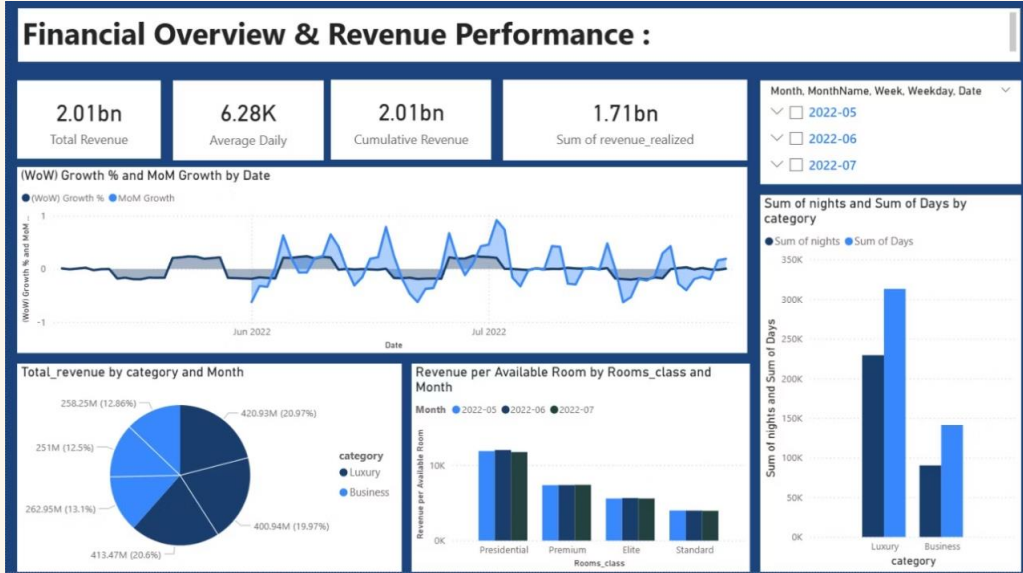 Financial Overview & Revenue Performance :
2.01bn
Total Revenue
6.28K
Average Daily
2.01bn
Cumulative Revenue
1.71bn
Sum of revenue_realized
Month, MonthName, Week, Weekday, Date
2022-05
2022-06
2022-07
(WoW) Growth % and MoM Growth by Date
(WoW) Growth % MoM Growth
(WoW) Growth % and MoM ...
1
0
-1
Jun 2022
Jul 2022
Date
Sum of nights and Sum of Days by
category
Sum of nights Sum of Days
Sum of nights and Sum of Days
350K
300K
250K
200K
150K
100K
50K
0K
Luxury
Business
category
Total_revenue by category and Month
258.25M (12.86%)
420.93M (20.97%)
251M (12.5%)
262.95M (13.1%)
400.94M (19.97%)
413.47M (20.6%)
category
Luxury
Business
Revenue per Available Room by Rooms_class and
Month
Month 2022-05 2022-06 2022-07
Revenue per Available Room
10K
0K
Presidential
Premium
Elite
Standard
Rooms_class